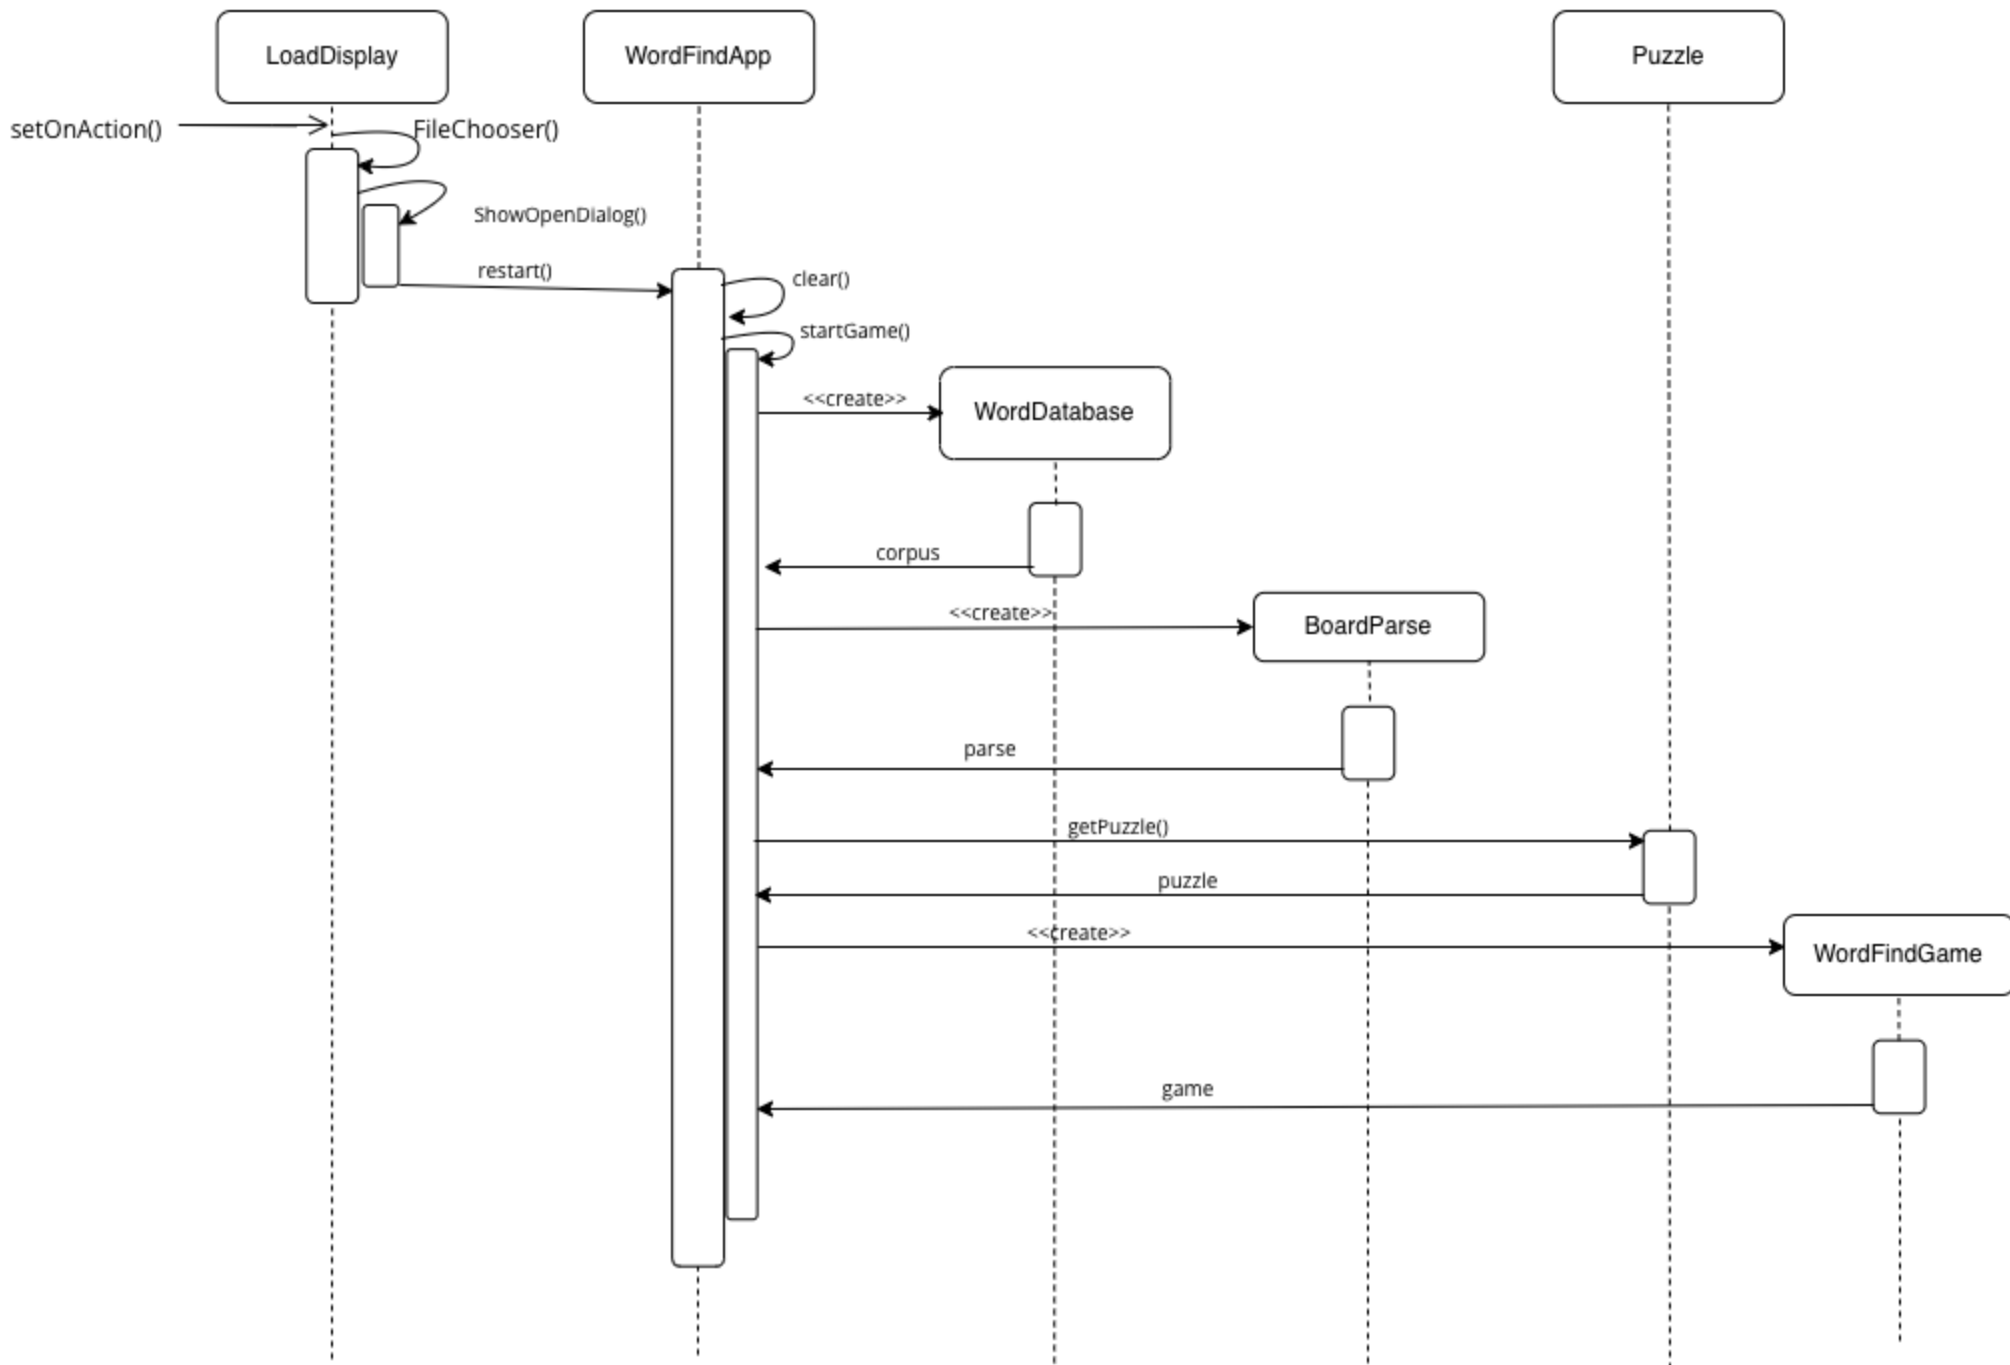 LoadDisplay
WordFindApp
Puzzle
setOnAction()
FileChooser()
ShowOpenDialog()
restart()
clear()
startGame()
<<create>>
WordDatabase
corpus
<<create>>
BoardParse
parse
getPuzzle()
puzzle
<<create>>
WordFindGame
game